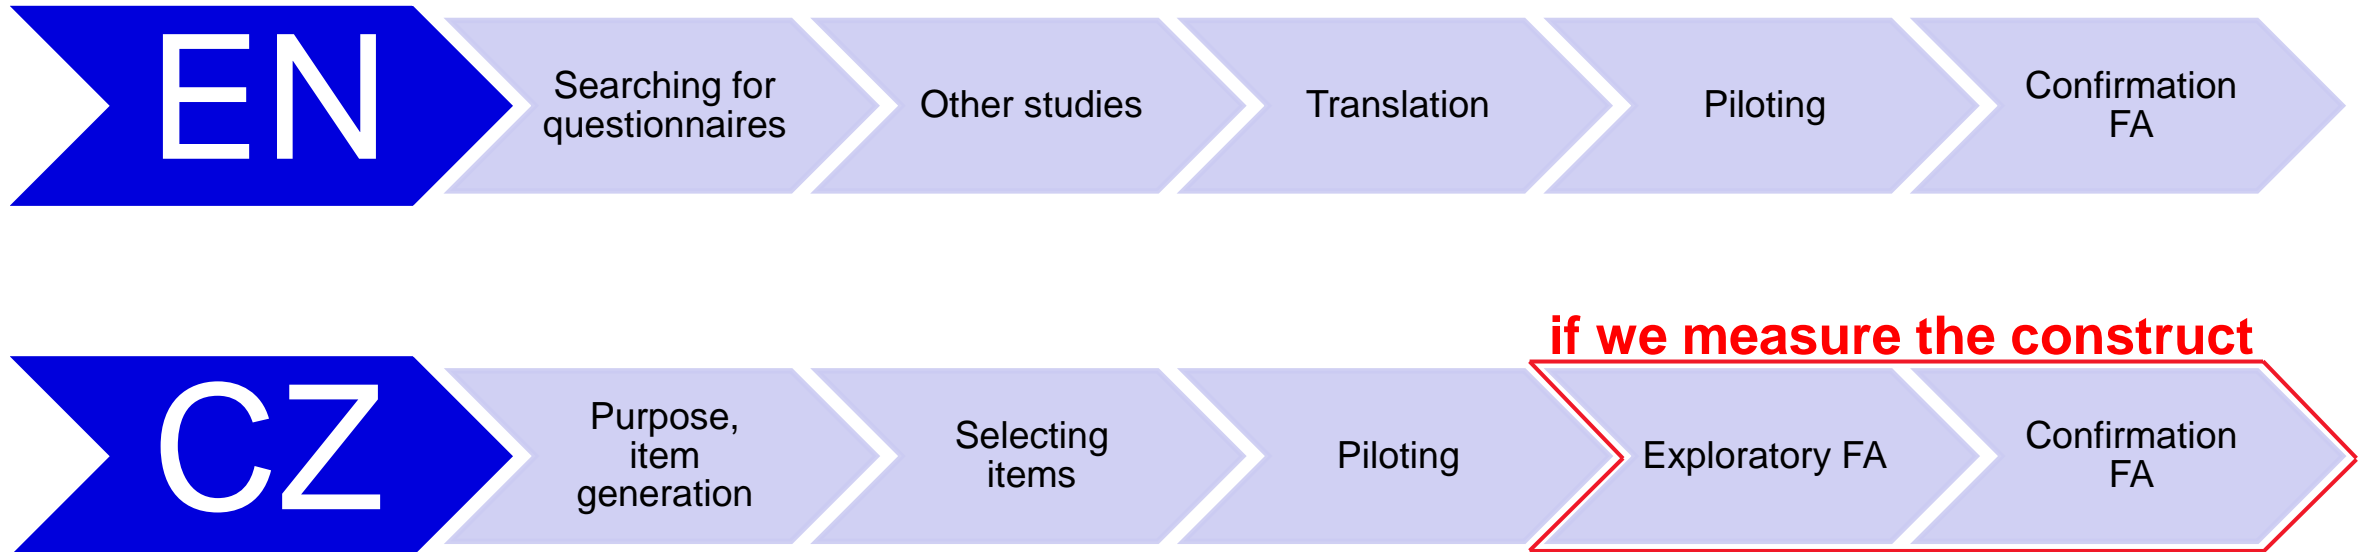 EN
Searching for
questionnaires
Other studies
Translation
Piloting
Confirmation
FA
if we measure the construct
CZ
Purpose,
item
generation
Selecting
items
Piloting
Exploratory FA
Confirmation
FA